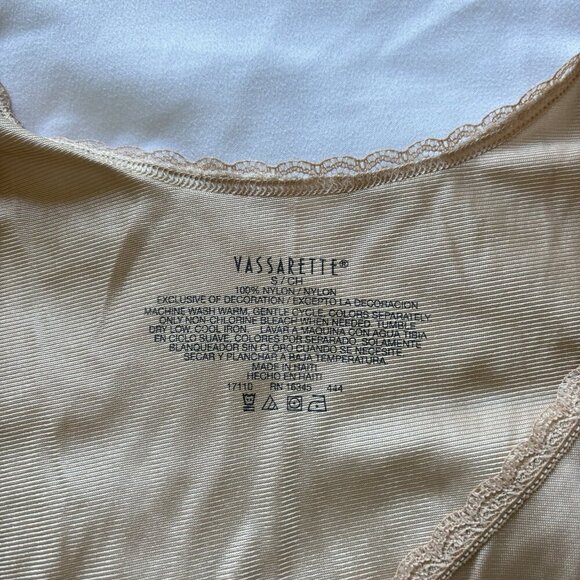 VASSARETTE®
S / CH
100% NYLON / NYLON
EXCLUSIVE OF DECORATION / EXCEPTO LA DECORACION
MACHINE WASH WARM, GENTLE CYCLE, COLORS SEPARATELY
ONLY NON-CHLORINE BLEACH WHEN NEEDED. TUMBLE
DRY LOW, COOL IRON. LAVAR A MAQUINA CON AGUA TIBIA
EN CICLO SUAVE, COLORES POR SEPARADO. SOLAMENTE
BLANQUEADOR SIN CLORO CUANDO SE NECESITE
SECAR Y PLANCHAR A BAJA TEMPERATURA.
MADE IN HAITI
HECHO EN HAITI
17110 RN 16345 444